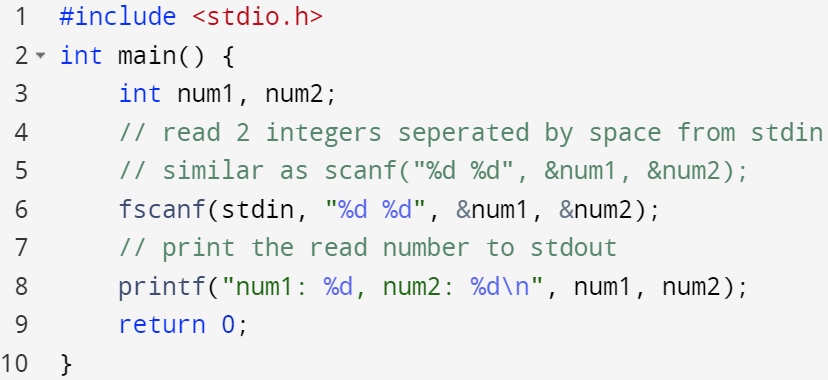 1 #include <stdio.h>
2 int main() {
3 int num1, num2;
4 // read 2 integers seperated by space from stdin
5 // similar as scanf("%d %d", &num1, &num2);
6 fscanf(stdin, "%d %d", &num1, &num2);
7 // print the read number to stdout
8 printf("num1: %d, num2: %d\n", num1, num2);
9 return 0;
10 }